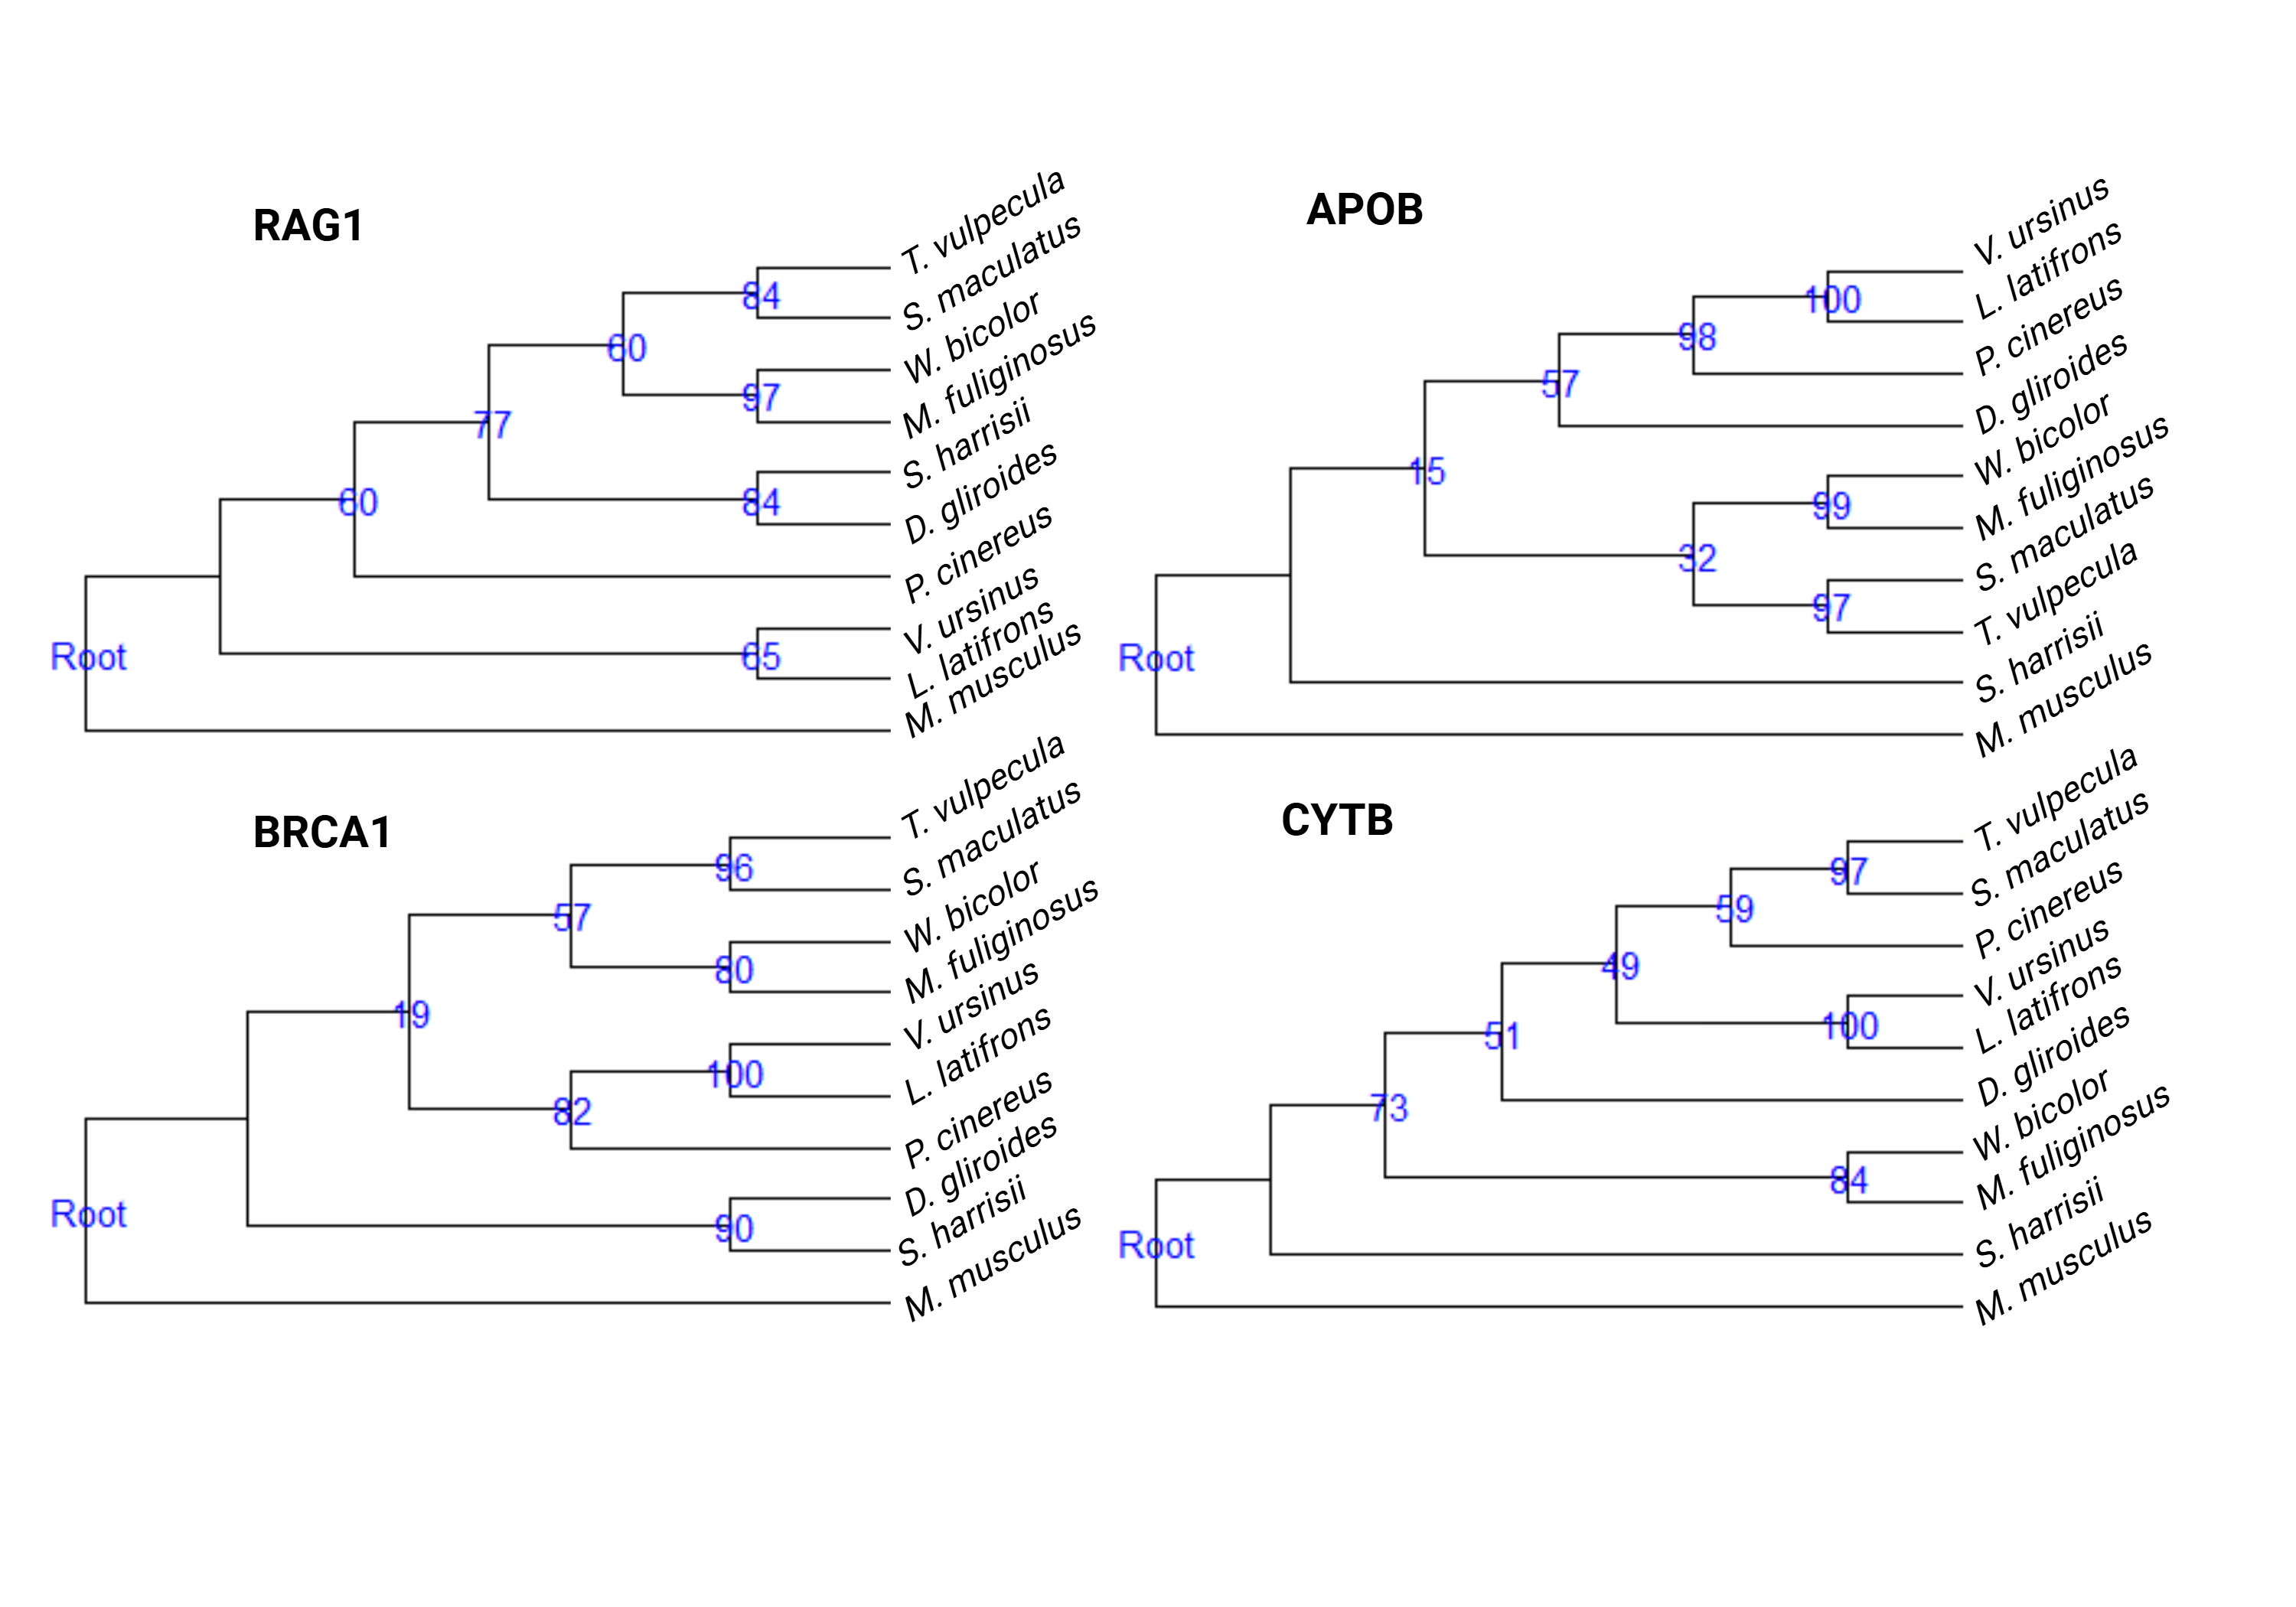 RAG1
T. vulpecula
S. maculatus
84
60
W. bicolor
97
M. fuliginosus
77
S. harrisii
84
60
D. gliroides
P. cinereus
V. ursinus
65
Root
L. latifrons
M. musculus
APOB
V. ursinus
100
L. latifrons
98
P. cinereus
57
D. gliroides
15
W. bicolor
99
M. fuliginosus
32
S. maculatus
97
T. vulpecula
Root
S. harrisii
M. musculus
BRCA1
T. vulpecula
96
S. maculatus
57
W. bicolor
80
M. fuliginosus
19
V. ursinus
100
L. latifrons
82
P. cinereus
D. gliroides
90
Root
S. harrisii
M. musculus
CYTB
T. vulpecula
97
S. maculatus
59
P. cinereus
49
V. ursinus
100
L. latifrons
51
D. gliroides
73
W. bicolor
84
M. fuliginosus
Root
S. harrisii
M. musculus